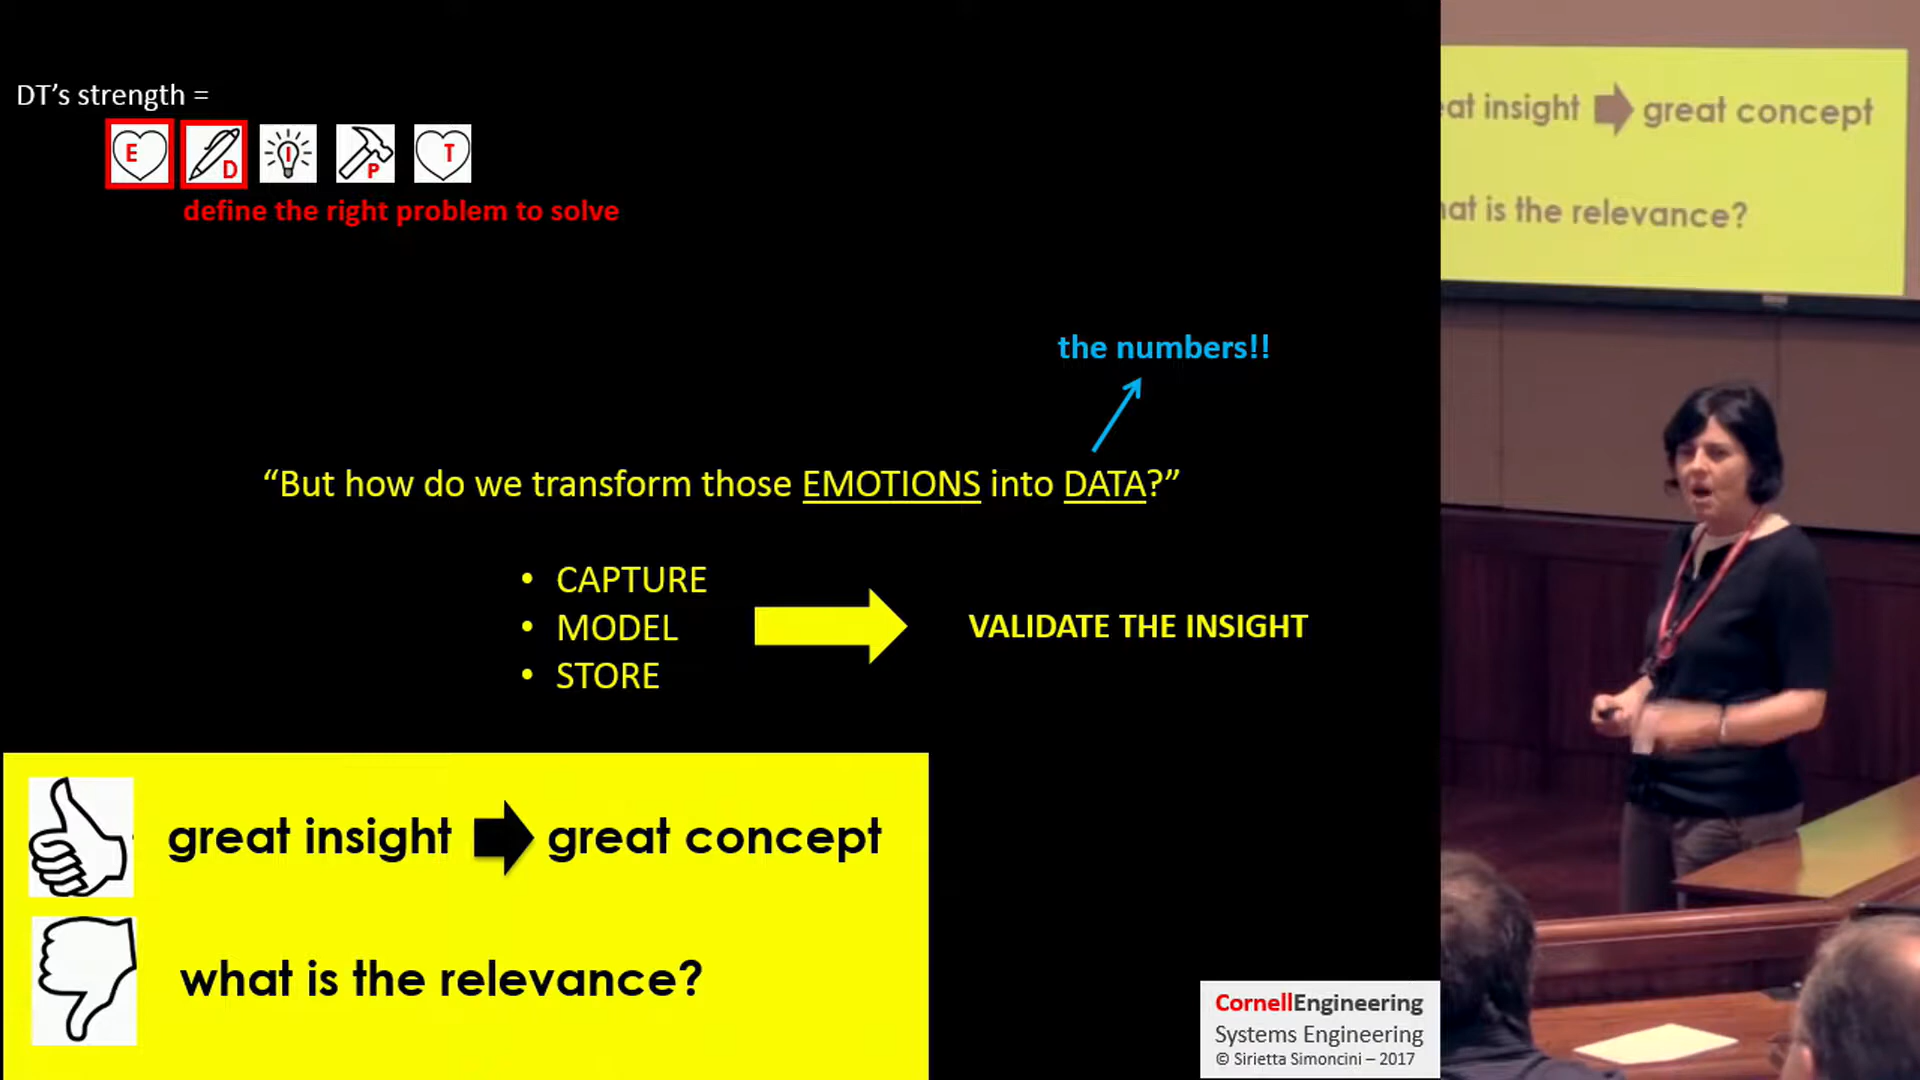 DT's strength =
E D I P T
define the right problem to solve
the numbers!!
“But how do we transform those EMOTIONS into DATA?”
• CAPTURE
• MODEL
• STORE
VALIDATE THE INSIGHT
great insight great concept
what is the relevance?
CornellEngineering
Systems Engineering
© Sirietta Simoncini – 2017
insight great concept
is the relevance?